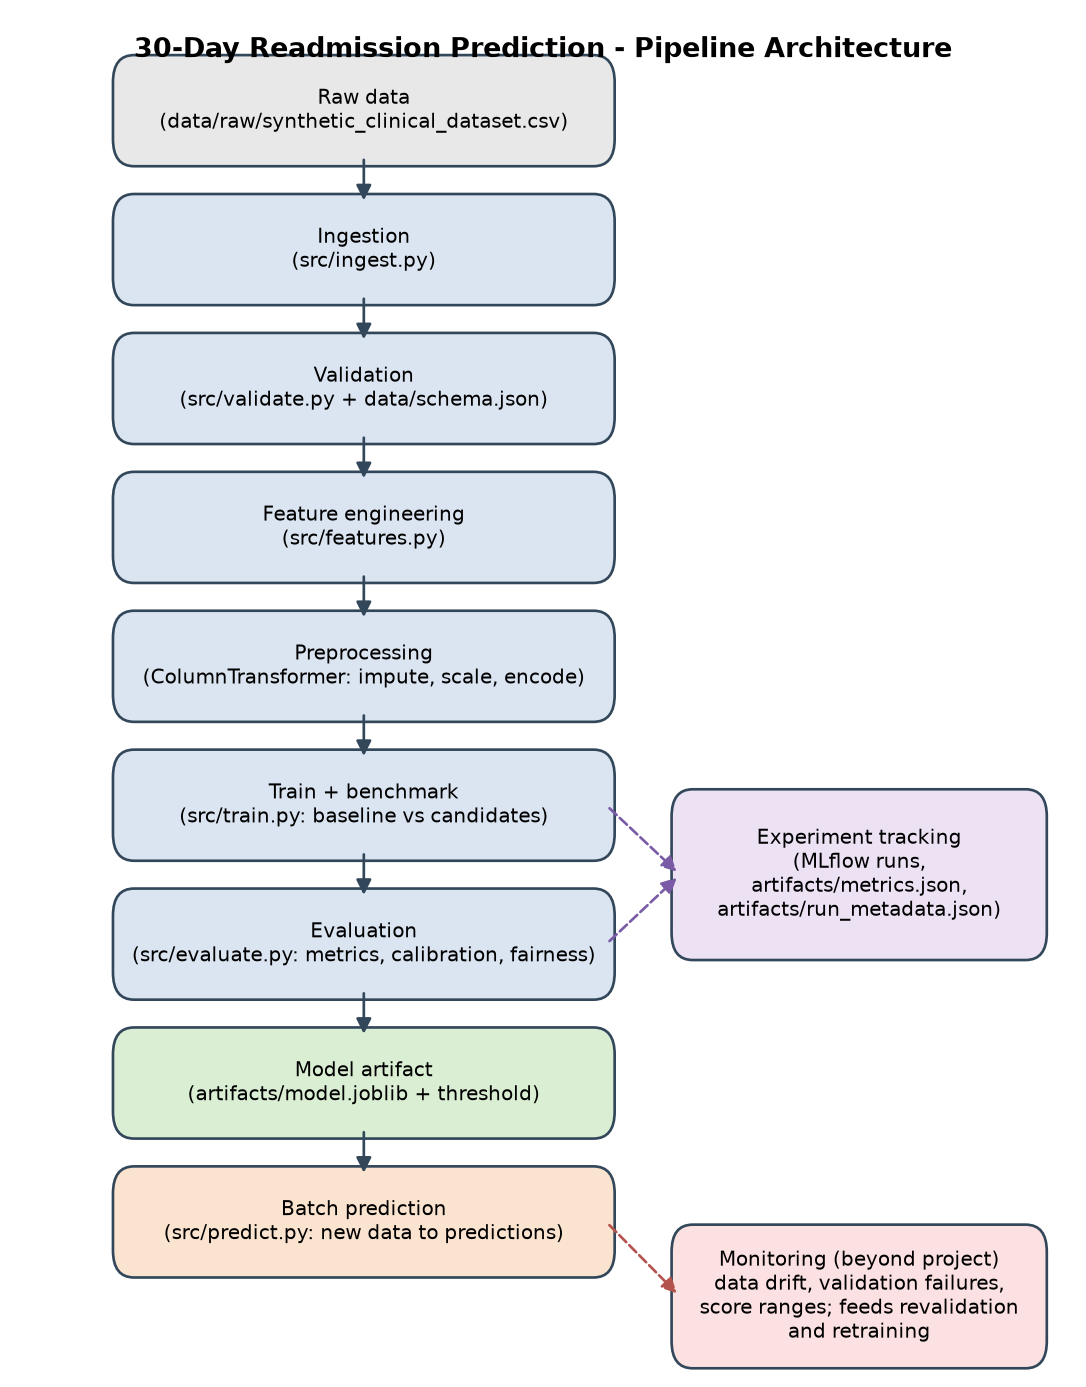 30-Day Readmission Prediction - Pipeline Architecture
Raw data
(data/raw/synthetic_clinical_dataset.csv)
Ingestion
(src/ingest.py)
Validation
(src/validate.py + data/schema.json)
Feature engineering
(src/features.py)
Preprocessing
(ColumnTransformer: impute, scale, encode)
Train + benchmark
(src/train.py: baseline vs candidates)
Experiment tracking
(MLflow runs,
artifacts/metrics.json,
artifacts/run_metadata.json)
Evaluation
(src/evaluate.py: metrics, calibration, fairness)
Model artifact
(artifacts/model.joblib + threshold)
Batch prediction
(src/predict.py: new data to predictions)
Monitoring (beyond project)
data drift, validation failures,
score ranges; feeds revalidation
and retraining